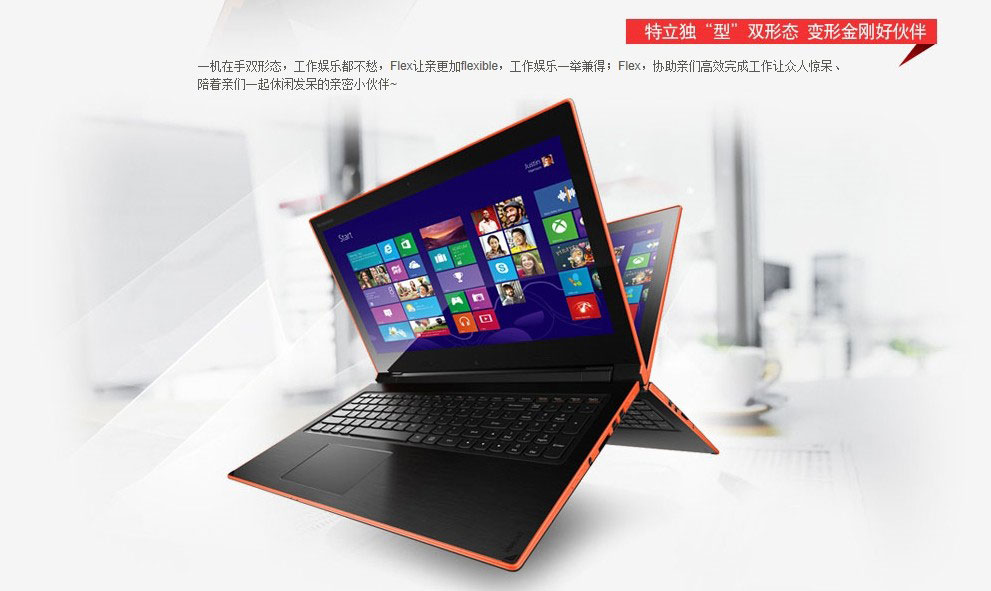 特立独“型”双形态 变形金刚好伙伴
一机在手双形态，工作娱乐都不愁，Flex让亲更加flexible，工作娱乐一举兼得；Flex，协助亲们高效完成工作让众人惊呆、
陪着亲们一起休闲发呆的亲密小伙伴~
Start
Justin